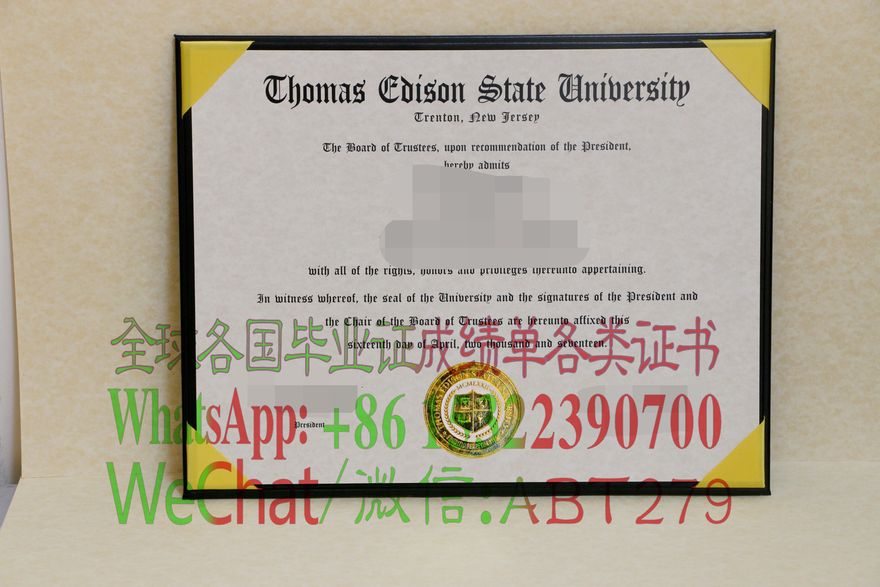 Thomas Edison State University
Trenton, New Jersey
The Board of Trustees, upon recommendation of the President,
hereby admits
with all of the rights, honors and privileges thereunto appertaining.
In witness whereof, the seal of the University and the signatures of the President and
the Chair of the Board of Trustees are hereunto affixed this
sixteenth day of April, two thousand and seventeen.
全球各国毕业证成绩单各类证书
WhatsApp: +86 1 22390700
President
WeChat/微信:ABT279